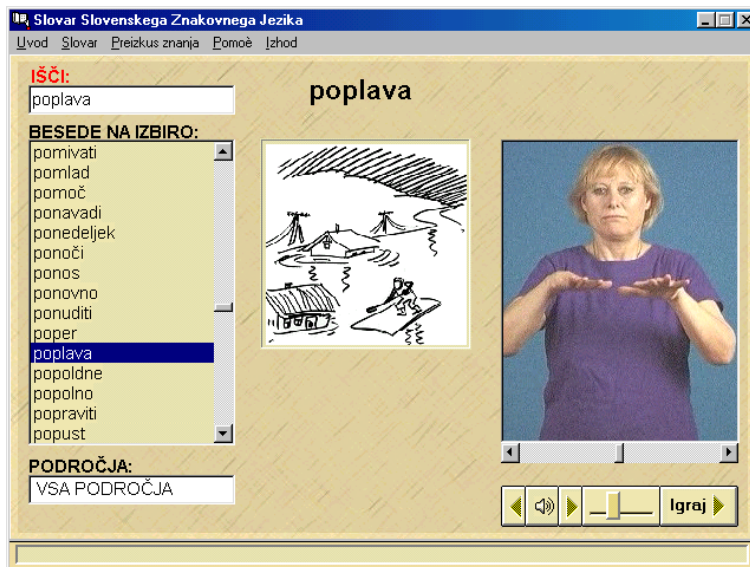 Slovar Slovenskega Znakovnega Jezika
Uvod Slovar Preizkus znanja Pomoè Izhod
IŠČI:
poplava
poplava
BESEDE NA IZBIRO:
pomivati
pomlad
pomoč
ponavadi
ponedeljek
ponoči
ponos
ponovno
ponuditi
poper
poplava
popoldne
popolno
popraviti
popust
PODROČJA:
VSA PODROČJA
Igraj